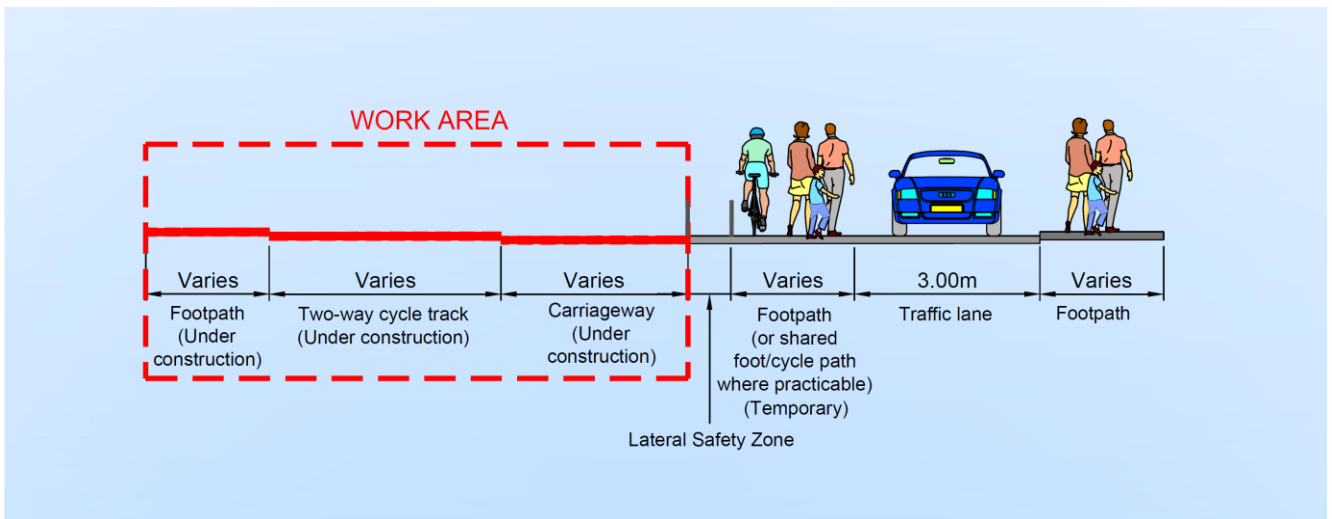 WORK AREA
Varies
Varies
Varies
Varies
3.00m
Varies
Footpath
(Under
construction)
Two-way cycle track
(Under construction)
Carriageway
(Under
construction)
Footpath
(or shared
foot/cycle path
where practicable)
(Temporary)
Traffic lane
Footpath
Lateral Safety Zone